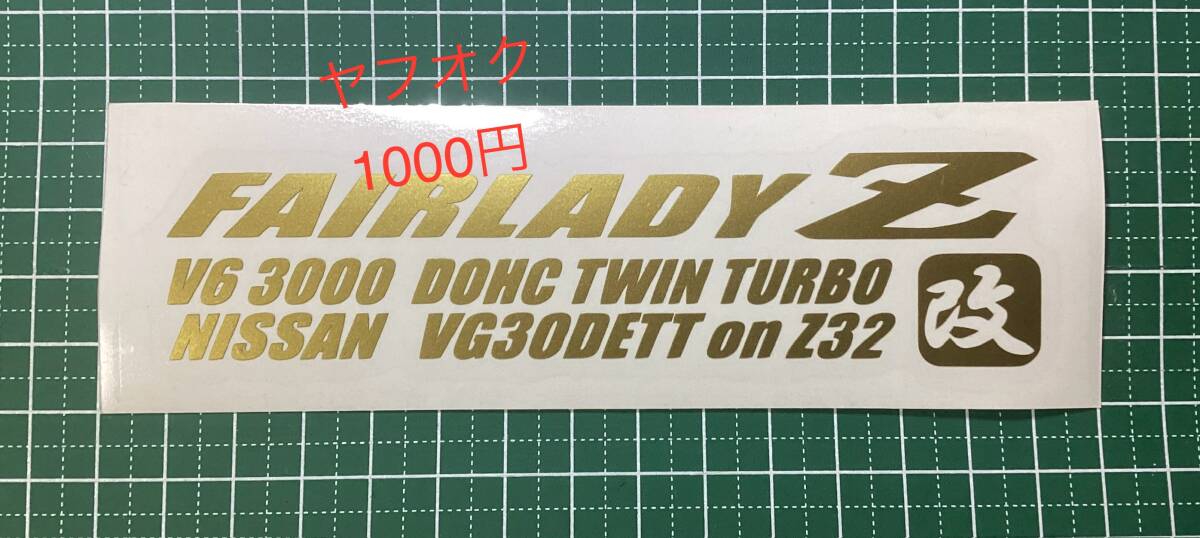 ヤフオク
1000円
FAIRLADY Z
V6 3000 DOHC TWIN TURBO
NISSAN VG30DETT on Z32
改